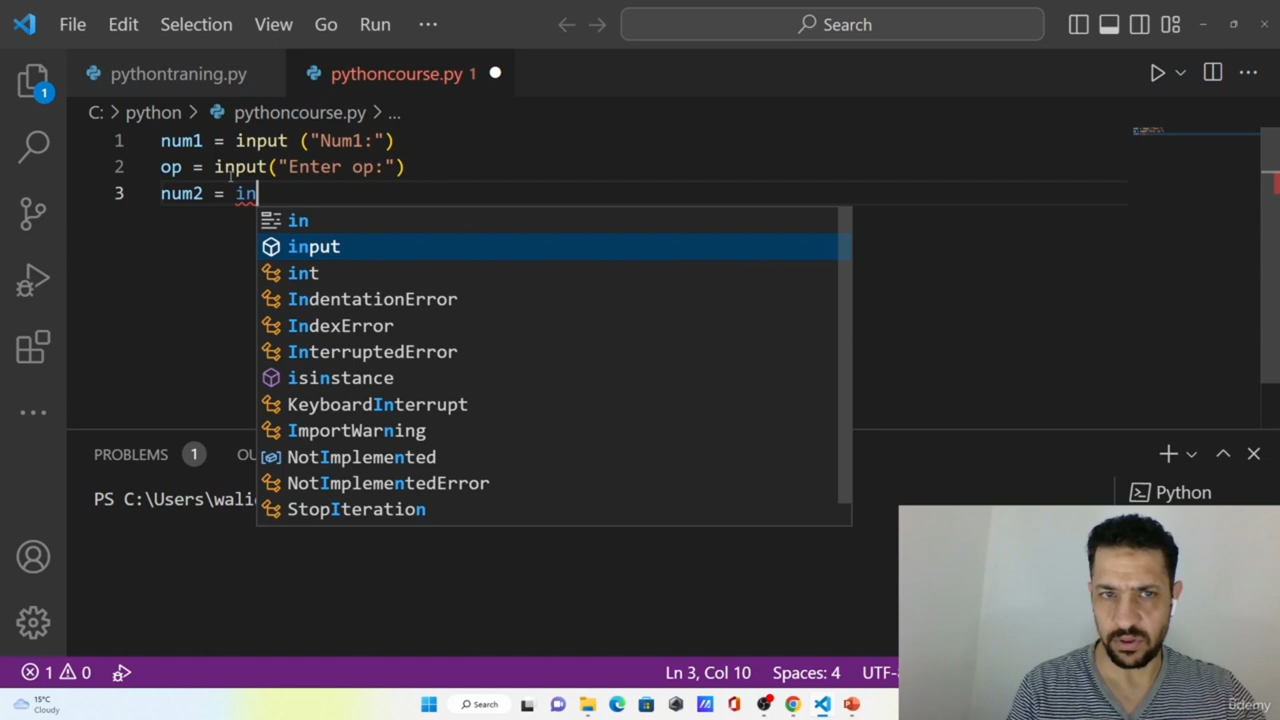 File Edit Selection View Go Run ··· Search
pythontraning.py pythoncourse.py 1
C: > python > pythoncourse.py > ...
1 num1 = input ("Num1:")
2 op = input("Enter op:")
3 num2 = in
in
input
int
IndentationError
IndexError
InterruptedError
isinstance
KeyboardInterrupt
ImportWarning
NotImplemented
NotImplementedError
StopIteration
1
PROBLEMS 1 OU
PS C:\Users\wali
Python
1 0 Ln 3, Col 10 Spaces: 4 UTF-
15°C
Cloudy
Search
Udemy